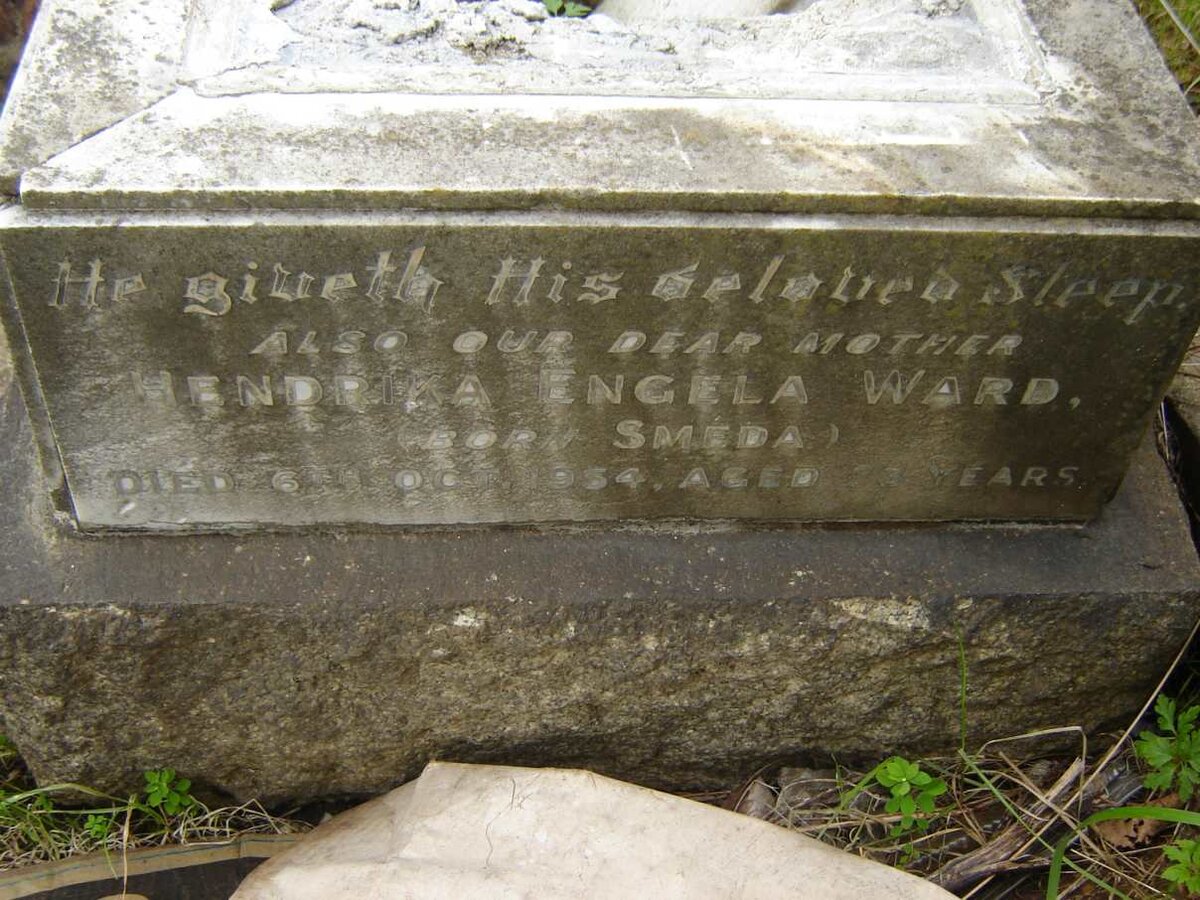 He giveth His beloved Sleep.
ALSO OUR DEAR MOTHER
HENDRIKA ENGELA WARD,
(BORN SMEDA)
DIED 6TH OCT. 1954, AGED YEARS